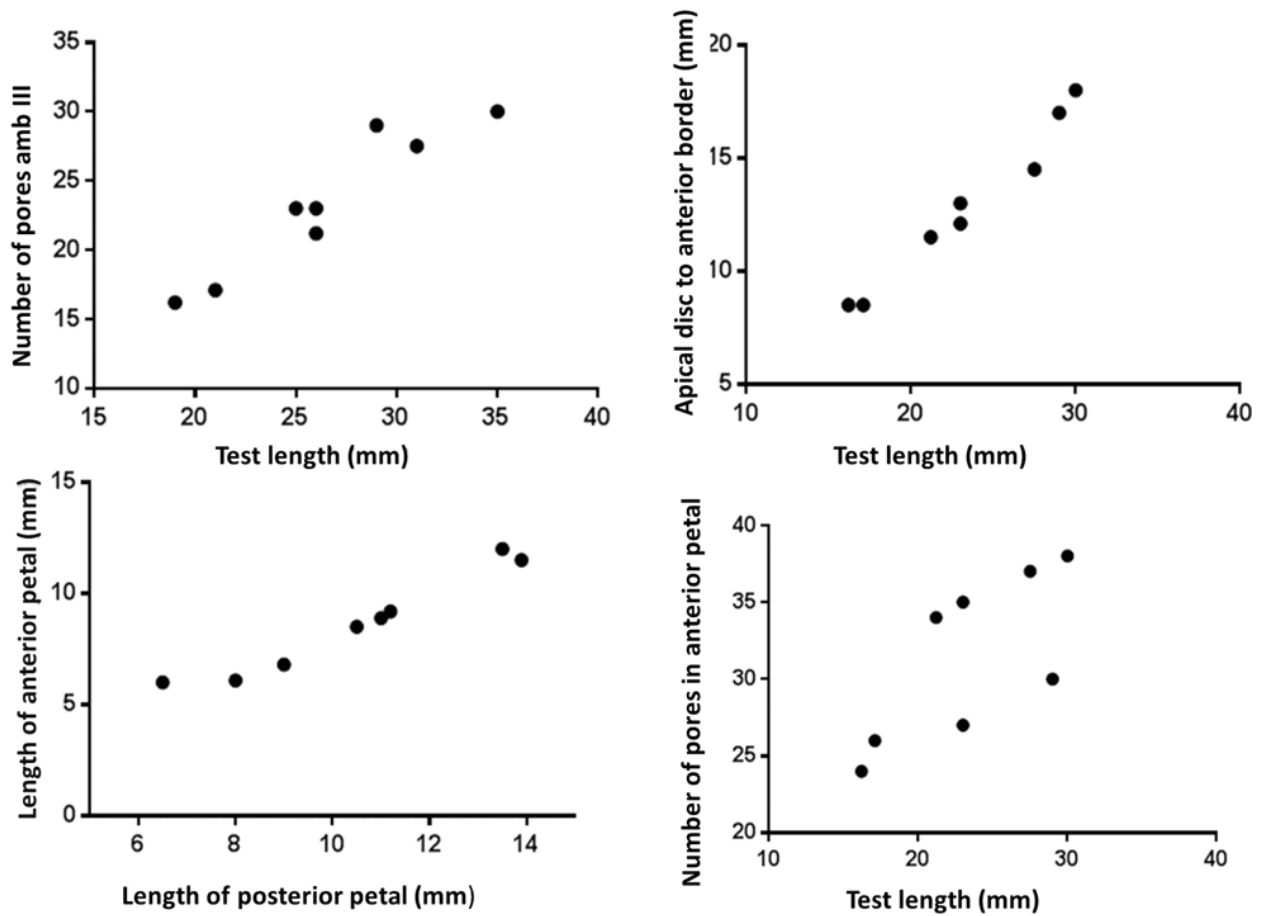 Number of pores amb III
35
30
25
20
15
10
15 20 25 30 35 40
Test length (mm)
Apical disc to anterior border (mm)
20
15
10
5
10 20 30 40
Test length (mm)
Length of anterior petal (mm)
15
10
5
0
6 8 10 12 14
Length of posterior petal (mm)
Number of pores in anterior petal
40
35
30
25
20
10 20 30 40
Test length (mm)